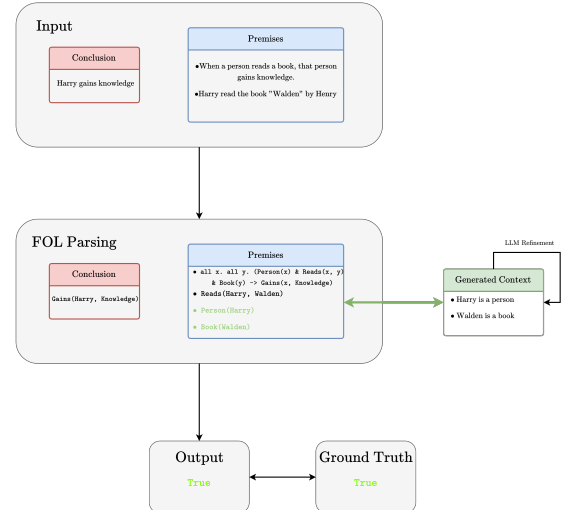 Input
Conclusion
Harry gains knowledge
Premises
●When a person reads a book, that person
gains knowledge.
●Harry read the book "Walden" by Henry
FOL Parsing
Conclusion
Gains(Harry, Knowledge)
Premises
● all x. all y. (Person(x) & Reads(x, y)
& Book(y) -> Gains(x, Knowledge)
● Reads(Harry, Walden)
● Person(Harry)
● Book(Walden)
LLM Refinement
Generated Context
● Harry is a person
● Walden is a book
Output
True
Ground Truth
True